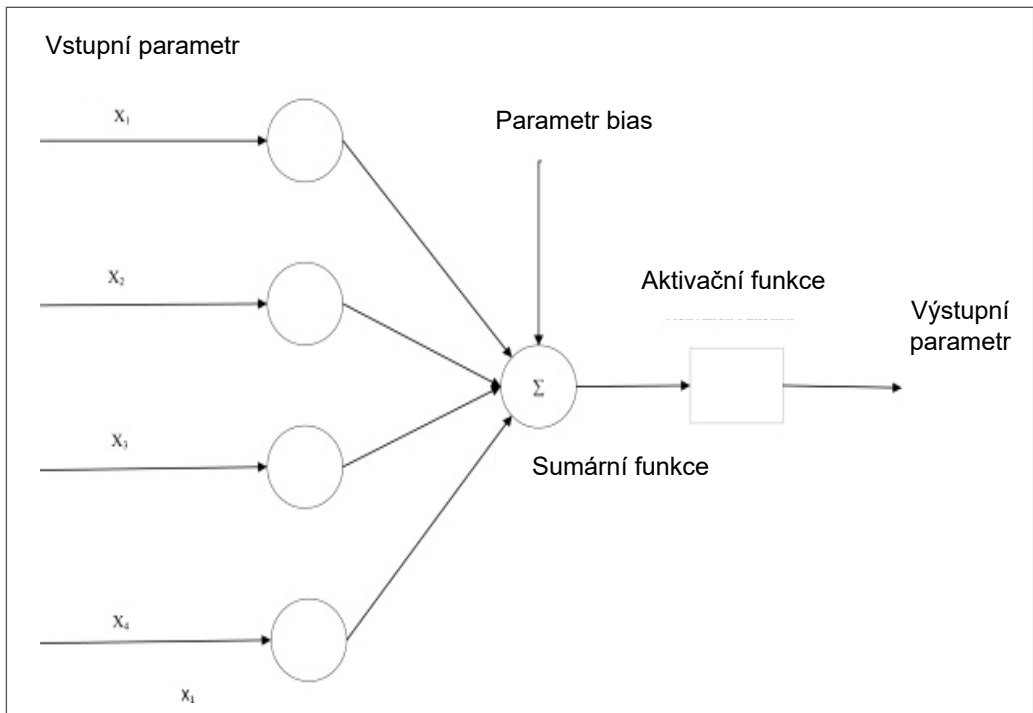 Vstupní parametr
X₁
Parametr bias
X₂
Aktivační funkce
Výstupní
parametr
Σ
X₃
Sumární funkce
X₄
X₁